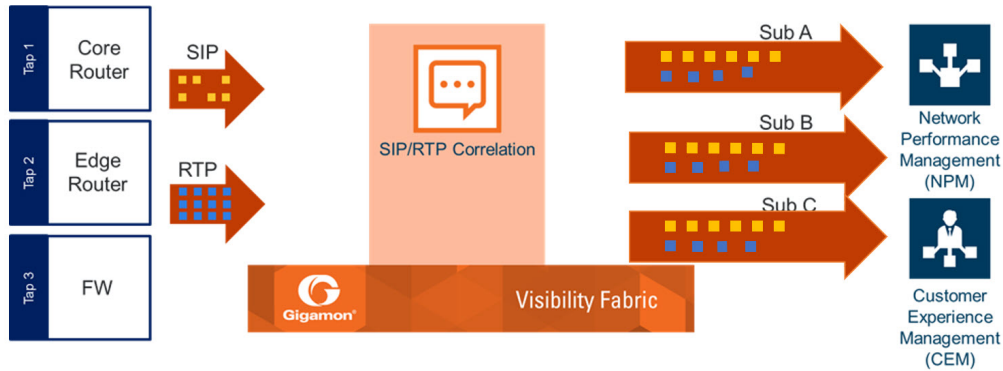 Tap 1
Core
Router
SIP
Tap 2
Edge
Router
RTP
Tap 3
FW
SIP/RTP Correlation
Gigamon®
Visibility Fabric
Sub A
Sub B
Sub C
Network
Performance
Management
(NPM)
Customer
Experience
Management
(CEM)